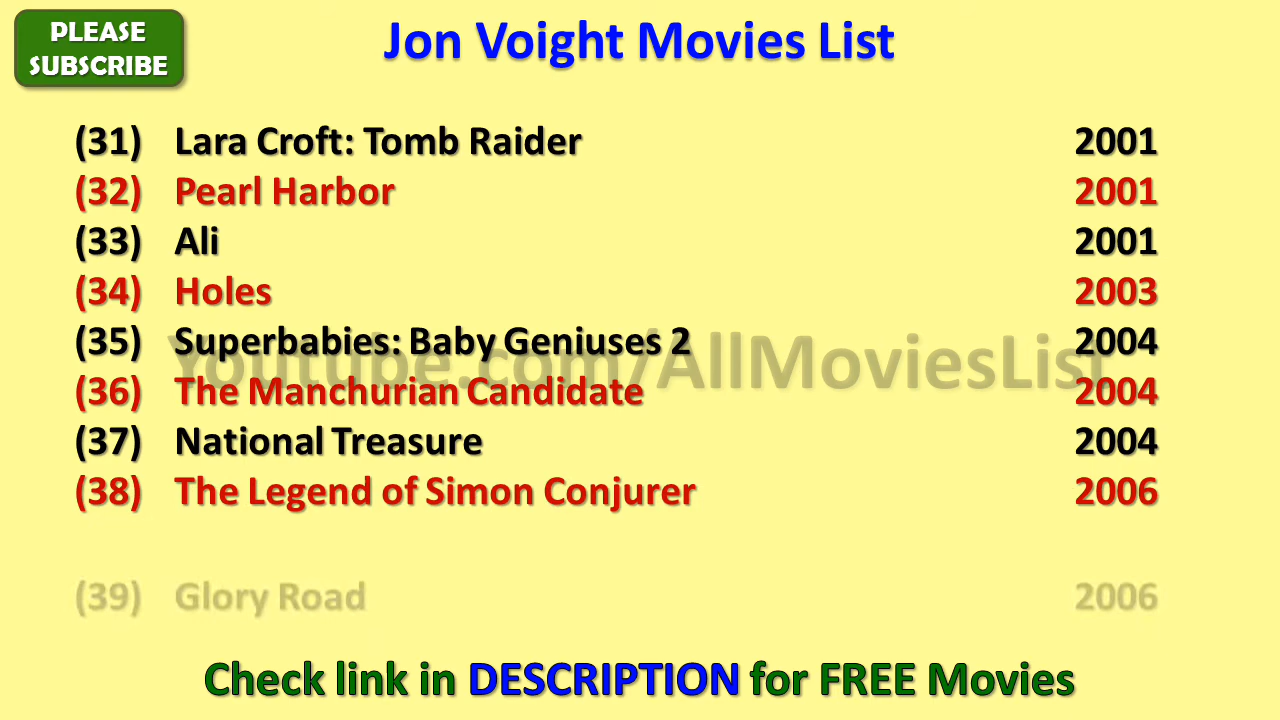 PLEASE
SUBSCRIBE
Jon Voight Movies List
(31) Lara Croft: Tomb Raider 2001
(32) Pearl Harbor 2001
(33) Ali 2001
(34) Holes 2003
(35) Superbabies: Baby Geniuses 2 2004
Youtube.com/AllMoviesList
(36) The Manchurian Candidate 2004
(37) National Treasure 2004
(38) The Legend of Simon Conjurer 2006
(39) Glory Road 2006
Check link in DESCRIPTION for FREE Movies